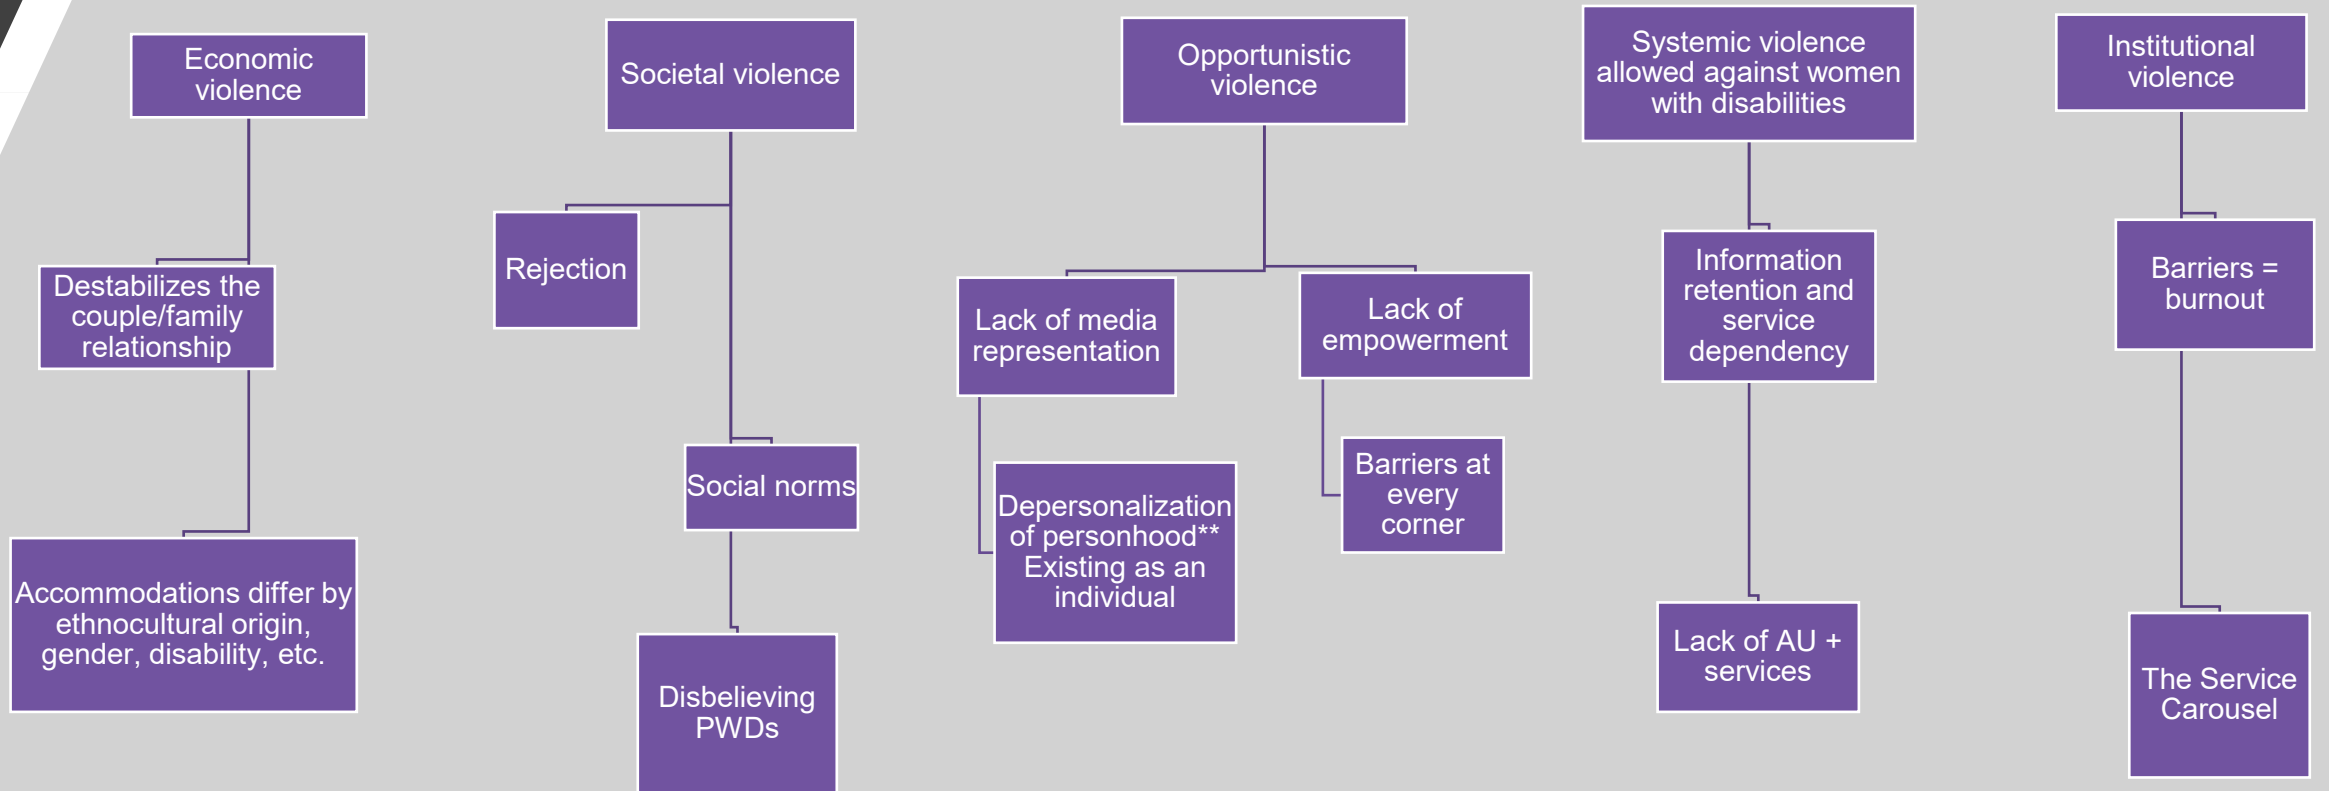 Economic
violence
Destabilizes the
couple/family
relationship
Accommodations differ by
ethnocultural origin,
gender, disability, etc.
Societal violence
Rejection
Social norms
Disbelieving
PWDs
Opportunistic
violence
Lack of media
representation
Depersonalization
of personhood**
Existing as an
individual
Lack of
empowerment
Barriers at
every
corner
Systemic violence
allowed against women
with disabilities
Information
retention and
service
dependency
Lack of AU +
services
Institutional
violence
Barriers =
burnout
The Service
Carousel